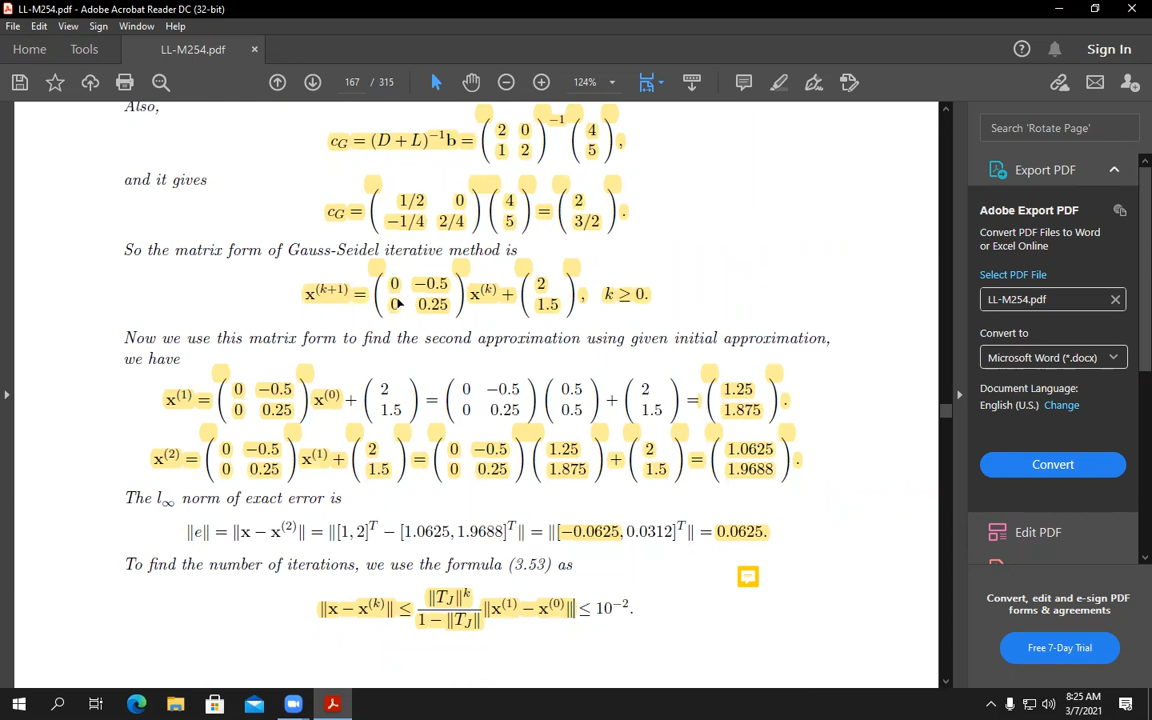 LL-M254.pdf - Adobe Acrobat Reader DC (32-bit)
File Edit View Sign Window Help
Home Tools LL-M254.pdf × Sign In
167 / 315 124%
Also,
c_G = (D + L)^{-1} b = ( 2 0 ; 1 2 )^{-1} ( 4 ; 5 ),
and it gives
c_G = ( 1/2 0 ; -1/4 2/4 ) ( 4 ; 5 ) = ( 2 ; 3/2 ).
So the matrix form of Gauss-Seidel iterative method is
x^{(k+1)} = ( 0 -0.5 ; 0 0.25 ) x^{(k)} + ( 2 ; 1.5 ), k ≥ 0.
Now we use this matrix form to find the second approximation using given initial approximation,
we have
x^{(1)} = ( 0 -0.5 ; 0 0.25 ) x^{(0)} + ( 2 ; 1.5 ) = ( 0 -0.5 ; 0 0.25 ) ( 0.5 ; 0.5 ) + ( 2 ; 1.5 ) = ( 1.25 ; 1.875 ).
x^{(2)} = ( 0 -0.5 ; 0 0.25 ) x^{(1)} + ( 2 ; 1.5 ) = ( 0 -0.5 ; 0 0.25 ) ( 1.25 ; 1.875 ) + ( 2 ; 1.5 ) = ( 1.0625 ; 1.9688 ).
The l_∞ norm of exact error is
‖e‖ = ‖x − x^{(2)}‖ = ‖[1, 2]^T − [1.0625, 1.9688]^T‖ = ‖[−0.0625, 0.0312]^T‖ = 0.0625.
To find the number of iterations, we use the formula (3.53) as
‖x − x^{(k)}‖ ≤ ‖T_J‖^k / (1 − ‖T_J‖) ‖x^{(1)} − x^{(0)}‖ ≤ 10^{−2}.
Search 'Rotate Page'
Export PDF
Adobe Export PDF
Convert PDF Files to Word
or Excel Online
Select PDF File
LL-M254.pdf ×
Convert to
Microsoft Word (*.docx)
Document Language:
English (U.S.) Change
Convert
Edit PDF
Convert, edit and e-sign PDF
forms & agreements
Free 7-Day Trial
8:25 AM
3/7/2021